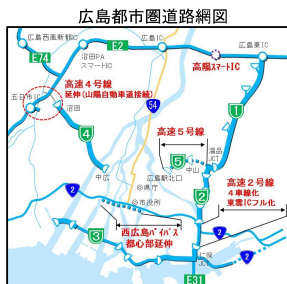 広島都市圏道路網図
広島西風新都IC
E2
広島IC
広島東IC
沼田PA
スマートIC
E74
高陽スマートIC
五日市IC
高速4号線
延伸(山陽自動車道接続)
沼田
54
1
4
高速5号線
温品
JCT
5
中山
広島駅北口
中広
◎県庁
2
高速2号線
4車線化
東雲ICフル化
2
◎市役所
3
西広島バイパス
都心部延伸
2
仁保
JCT
2
E31